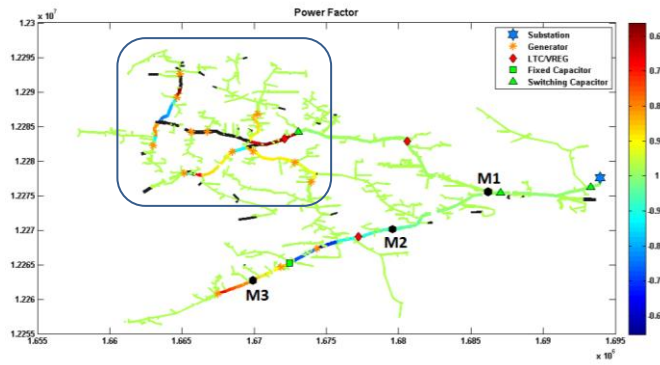 Power Factor
× 10⁷
1.23
1.2295
1.229
1.2285
1.228
1.2275
1.227
1.2265
1.226
1.2255
1.655
1.66
1.665
1.67
1.675
1.68
1.685
1.69
1.695
× 10⁶
Substation
Generator
LTC/VREG
Fixed Capacitor
Switching Capacitor
M1
M2
M3